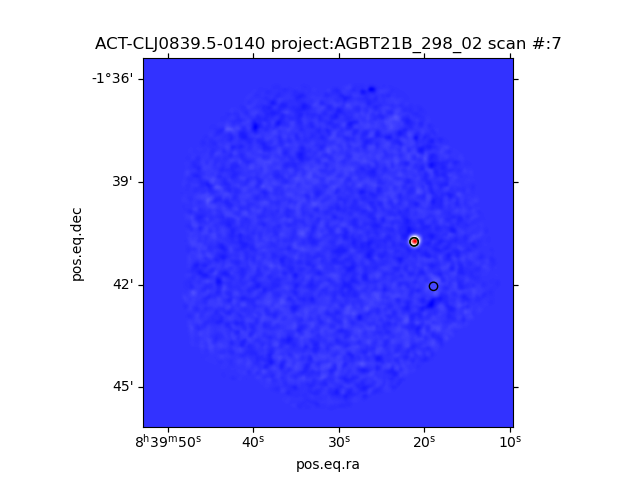 ACT-CLJ0839.5-0140 project:AGBT21B_298_02 scan #:7
-1°36'
39'
42'
45'
pos.eq.dec
8ʰ39ᵐ50ˢ 40ˢ 30ˢ 20ˢ 10ˢ
pos.eq.ra